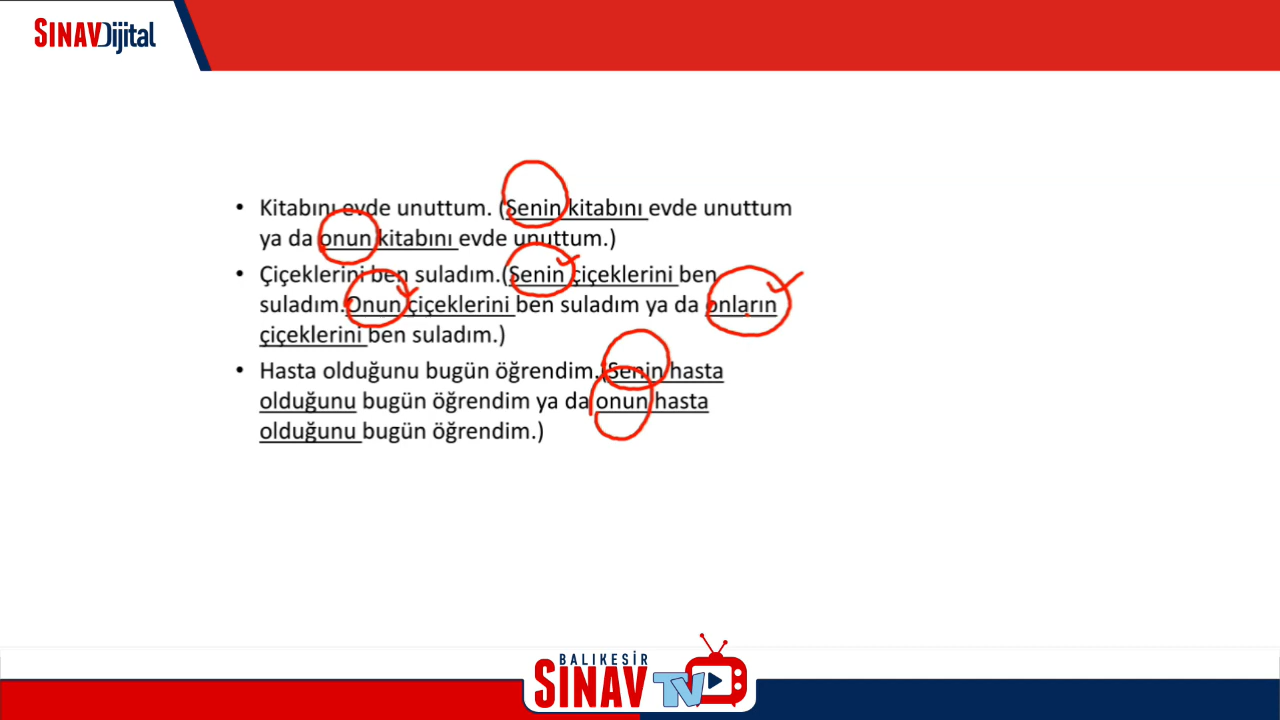 SINAVDijital
• Kitabını evde unuttum. (Senin kitabını evde unuttum
ya da onun kitabını evde unuttum.)
• Çiçeklerini ben suladım.(Senin çiçeklerini ben
suladım.Onun çiçeklerini ben suladım ya da onların
çiçeklerini ben suladım.)
• Hasta olduğunu bugün öğrendim.(Senin hasta
olduğunu bugün öğrendim ya da onun hasta
olduğunu bugün öğrendim.)
BALIKESİR
SINAV TV